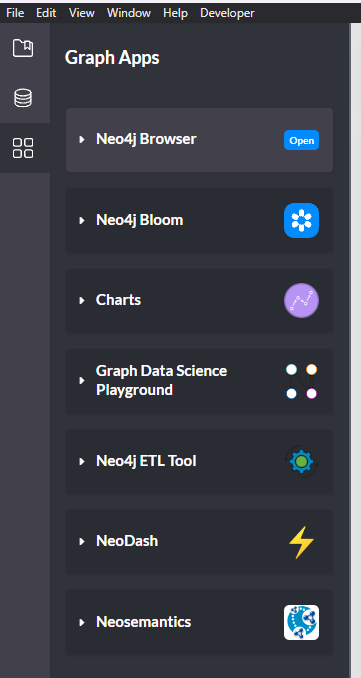 File Edit View Window Help Developer
Graph Apps
Neo4j Browser
Open
Neo4j Bloom
Charts
Graph Data Science
Playground
Neo4j ETL Tool
NeoDash
Neosemantics